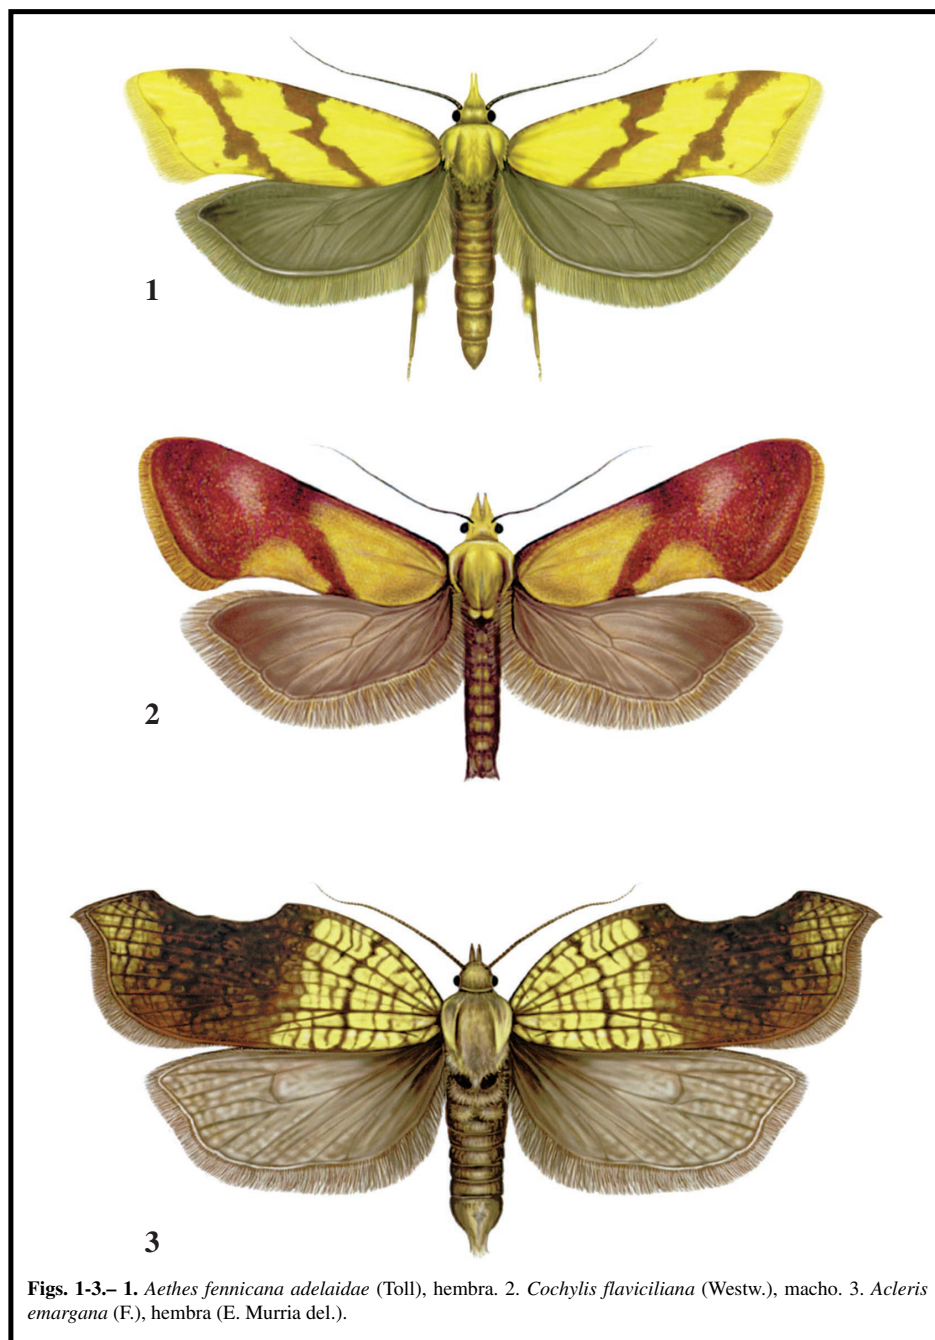 1
2
3
Figs. 1-3.– 1. Aethes fennicana adelaidae (Toll), hembra. 2. Cochylis flaviciliana (Westw.), macho. 3. Acleris
emargana (F.), hembra (E. Murria del.).